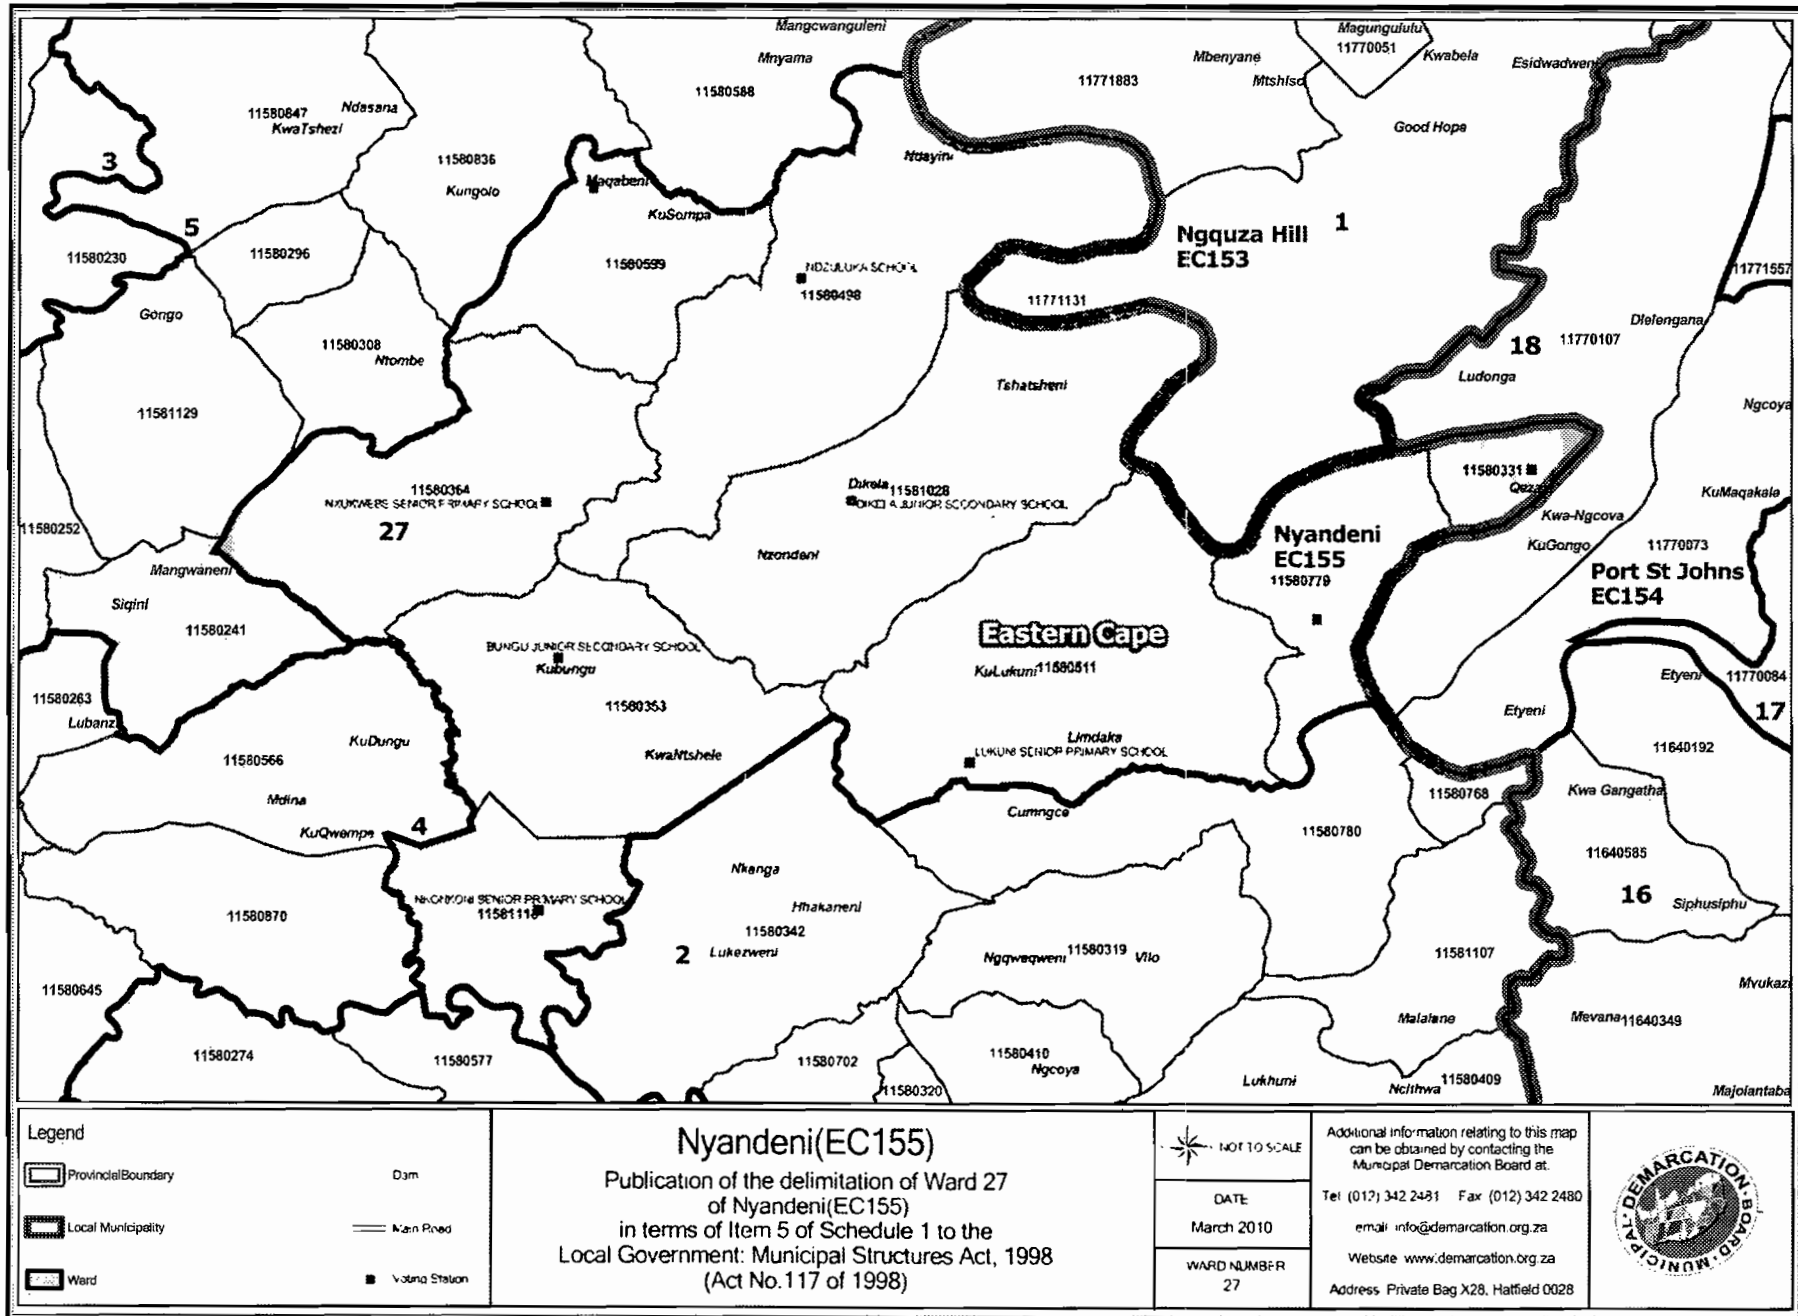 Mangcwanguleni
Magungululu
11770051
Mnyama
Mbenyane
Kwabela
Esidwadweni
11580588
11771883
Mtshiso
11580847
Ndasana
KwaTshezi
Good Hope
3
11580836
Kungolo
Ndayini
Maqabeni
KuSompa
5
Ngquza Hill
EC153
1
11580230
11580296
11580599
NDZULUKA SCHOOL
11580498
11771557
11771131
Gongo
Dlelengana
11580308
Ntombe
18
11770107
Tshatsheni
Ludonga
11581129
Ngcoya
11580331
Qeza
11580364
NXUKWEBE SENIOR PRIMARY SCHOOL
Dikela
11581028
DIKELA JUNIOR SECONDARY SCHOOL
KuMaqakala
27
Kwa-Ngcova
11580252
Nyandeni
EC155
KuGongo
11770073
Nzondeni
Mangwaneni
11580779
Port St Johns
EC154
Siqini
11580241
Eastern Cape
BUNGU JUNIOR SECONDARY SCHOOL
Kubungu
KuLukuni
11580511
Etyeni
11770084
11580263
Lubanzi
11580353
Etyeni
17
KuDungu
KwaNtshele
Limdaka
LUKUNI SENIOR PRIMARY SCHOOL
11640192
11580566
Mdina
Cumngce
11580768
Kwa Gangatha
KuQwempe
4
11580780
11640585
Nkanga
16
NKONKONI SENIOR PRIMARY SCHOOL
11581118
Hhakaneni
Siphusiphu
11580870
11580342
2
Lukezweni
Ngqwaqweni
11580319
Vilo
11581107
11580645
Mvukazi
Malalane
Mevana
11640349
11580274
11580577
11580702
11580410
Ngcoya
11580320
Lukhuni
Ncithwa
11580409
Majolantaba
Legend
ProvincialBoundary
Dam
Local Municipality
Main Road
Ward
Voting Station
Nyandeni(EC155)
Publication of the delimitation of Ward 27
of Nyandeni(EC155)
in terms of Item 5 of Schedule 1 to the
Local Government: Municipal Structures Act, 1998
(Act No.117 of 1998)
NOT TO SCALE
DATE
March 2010
WARD NUMBER
27
Additional information relating to this map
can be obtained by contacting the
Municipal Demarcation Board at.
Tel (012) 342 2481 Fax (012) 342 2480
email info@demarcation.org.za
Website www.demarcation.org.za
Address Private Bag X28, Hatfield 0028
MUNICIPAL DEMARCATION BOARD